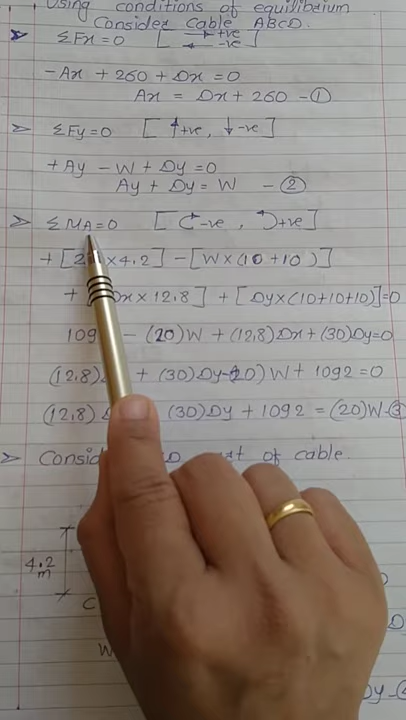 Using conditions of equilibrium
Consider cable ABCD.
➤ ΣFx=0 [ → +ve ← -ve ]
-Ax + 260 + Dx = 0
Ax = Dx + 260 - ①
➤ ΣFy=0 [ ↑+ve, ↓-ve ]
+Ay - W + Dy = 0
Ay + Dy = W - ②
➤ ΣMA=0 [ ↻-ve , ↺+ve ]
+ [ ×4.2] - [W×(10+10)]
+ [ ×12.8] + [Dy×(10+10+10)]=0
- (20)W + (12.8)Dx + (30)Dy=0
(12.8) + (30)Dy-(20)W + 1092 = 0
(12.8) (30)Dy + 1092 = (20)W-③
➤ of cable
4.2
m
C
W
D